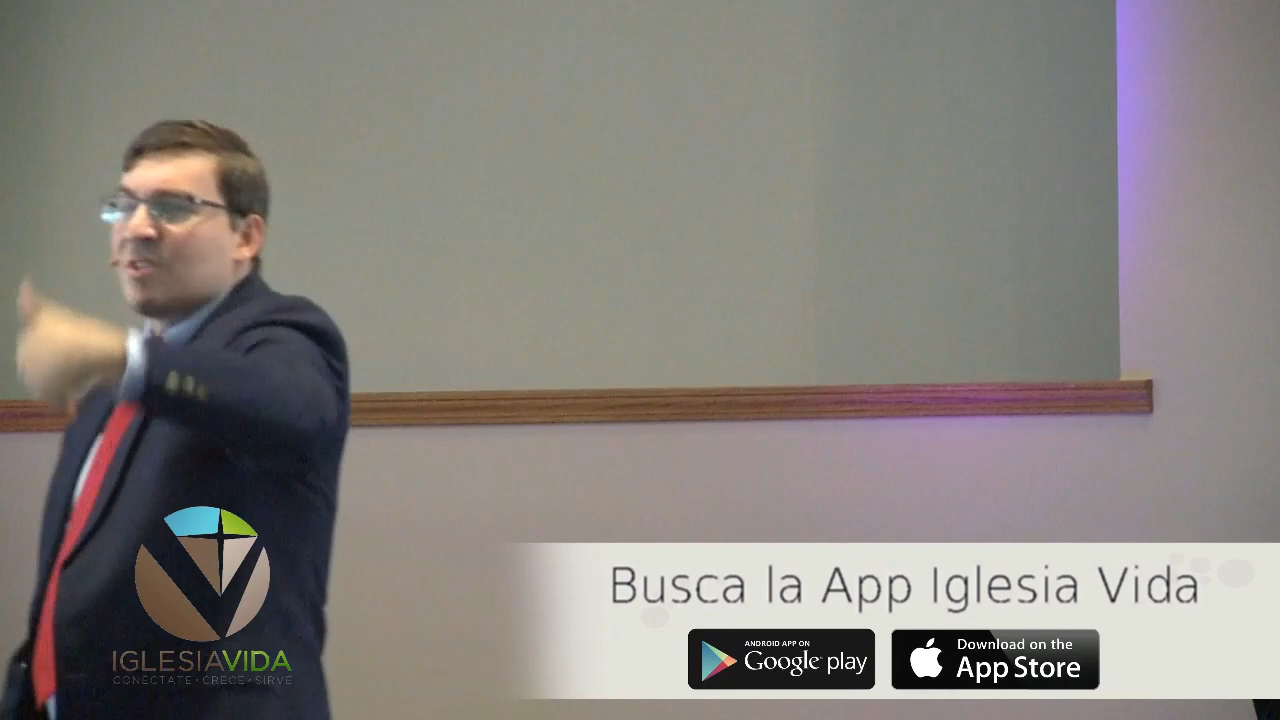 Busca la App Iglesia Vida
ANDROID APP ON
Google play
Download on the
App Store
IGLESIAVIDA
CONÉCTATE · CRECE · SIRVE